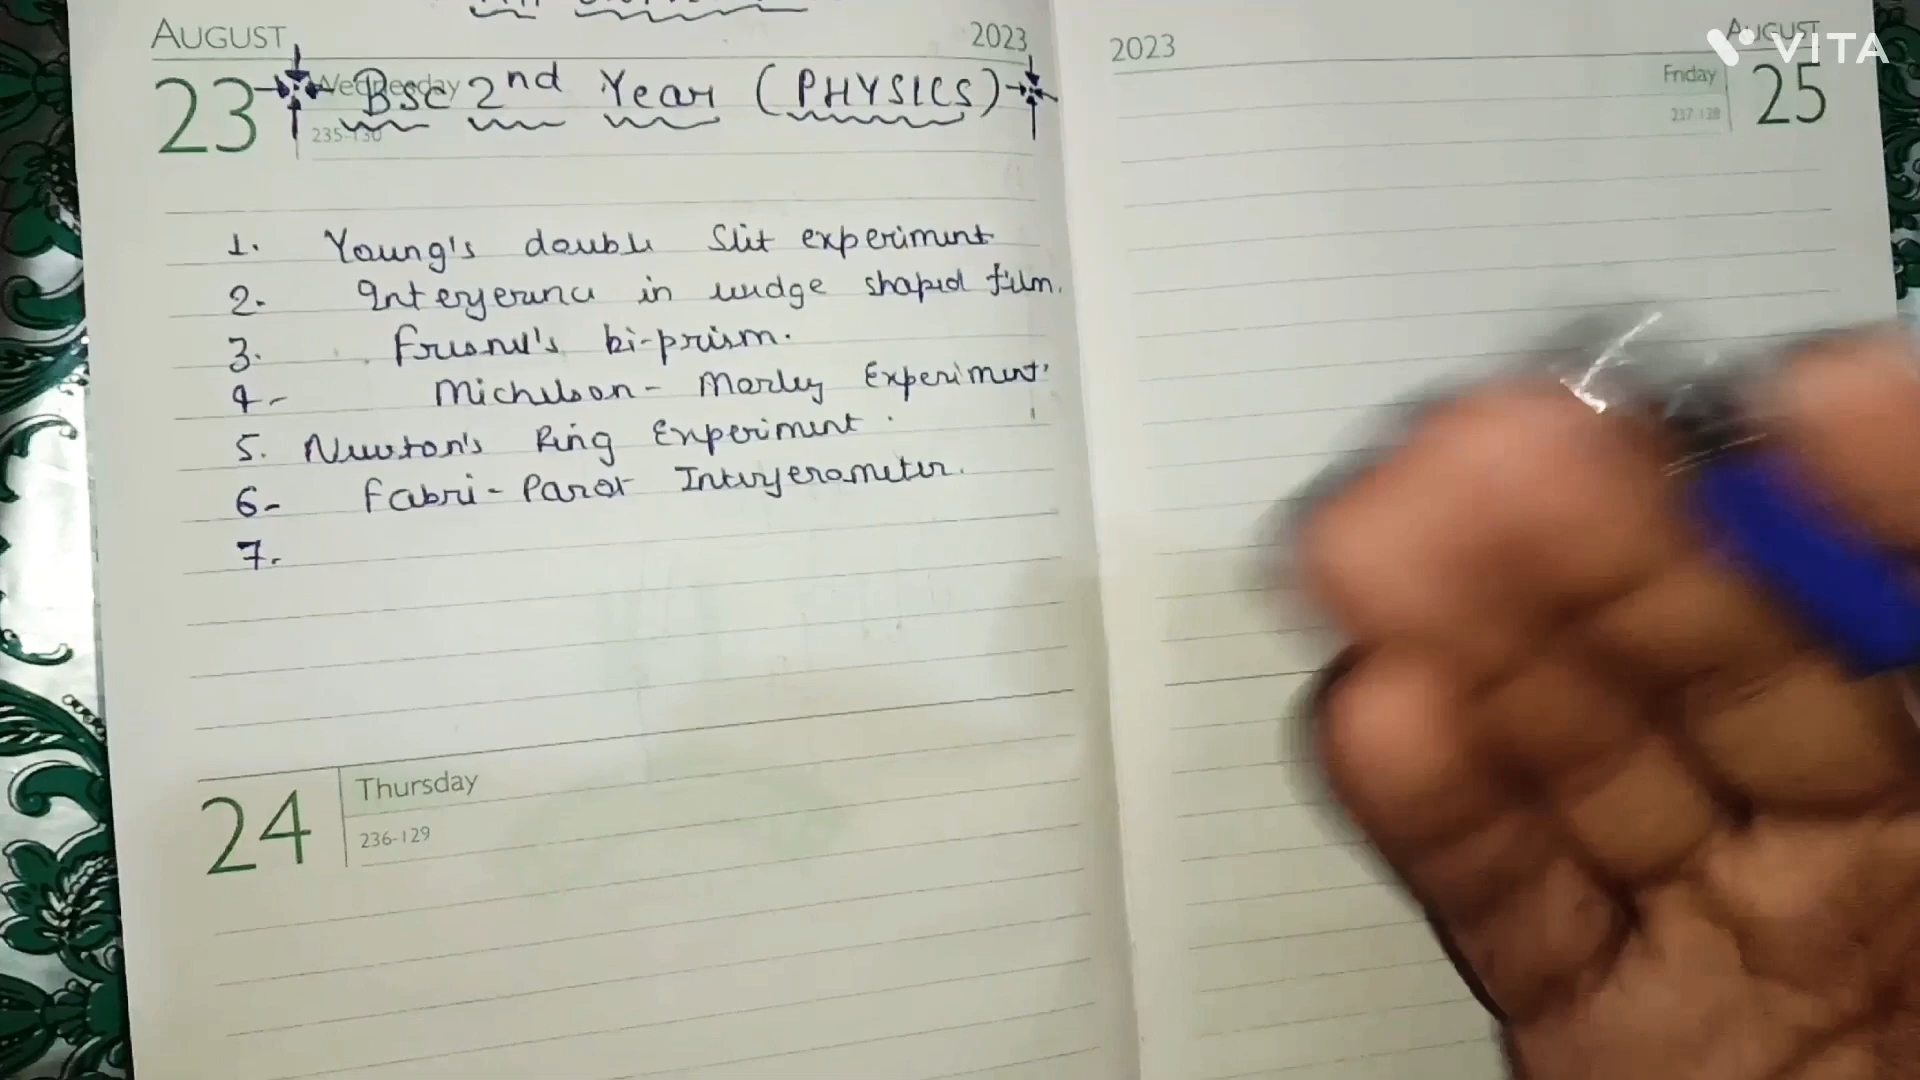 AUGUST 2023
23 Wednesday
Bsc 2nd Year (PHYSICS)
235-130
1. Young's double Slit experiment
2. Interference in wedge shaped film.
3. Fresnel's bi-prism.
4- Michelson - Morley Experiment
5. Newton's Ring Experiment.
6- Fabri - Parot Interferometer.
7.
24 Thursday
236-129
2023 AUGUST
Friday 25
237-128
VITA